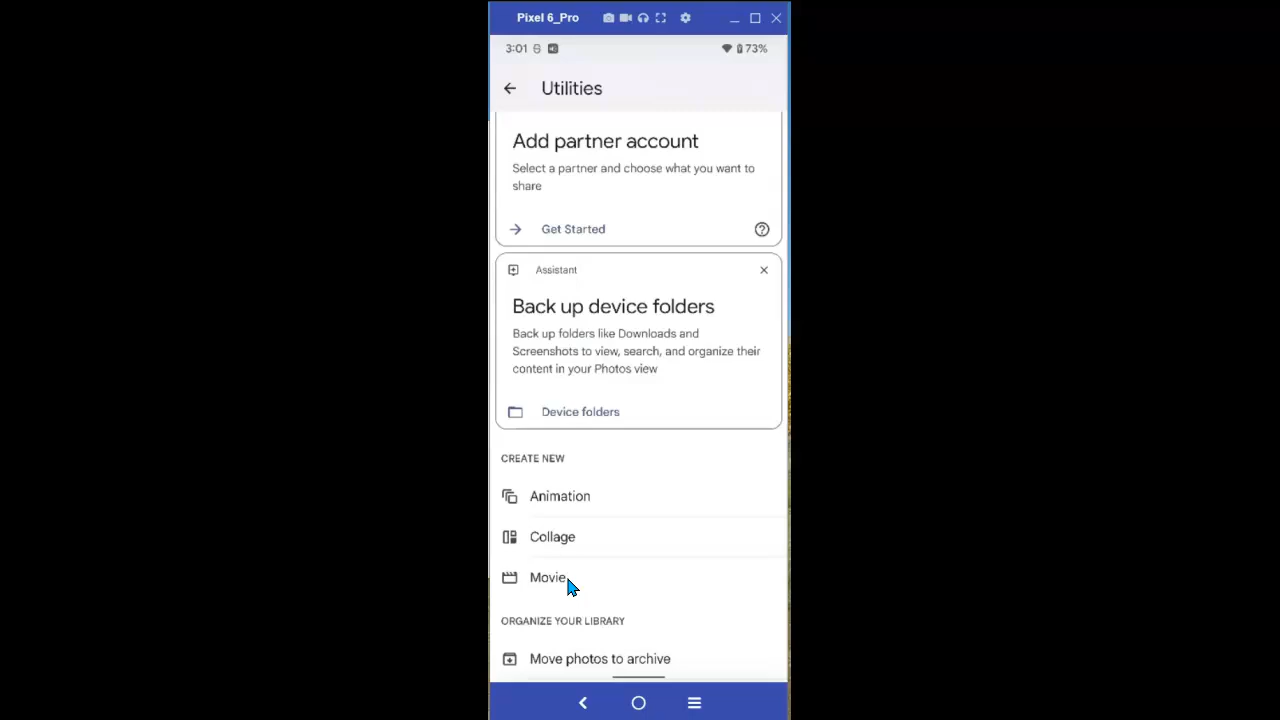 Pixel 6_Pro
3:01 73%
Utilities
Add partner account
Select a partner and choose what you want to
share
Get Started
Assistant
Back up device folders
Back up folders like Downloads and
Screenshots to view, search, and organize their
content in your Photos view
Device folders
CREATE NEW
Animation
Collage
Movie
ORGANIZE YOUR LIBRARY
Move photos to archive